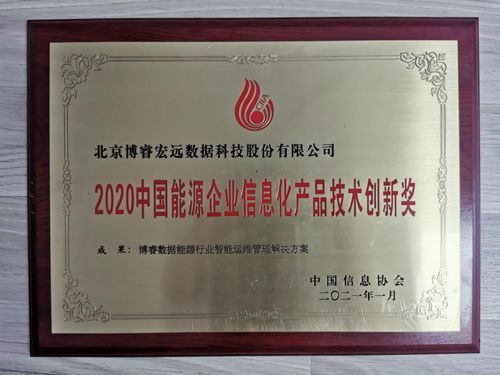 CIIA
北京博睿宏远数据科技股份有限公司
2020中国能源企业信息化产品技术创新奖
成 果：博睿数据能源行业智能运维管理解决方案
中国信息协会
二〇二一年一月